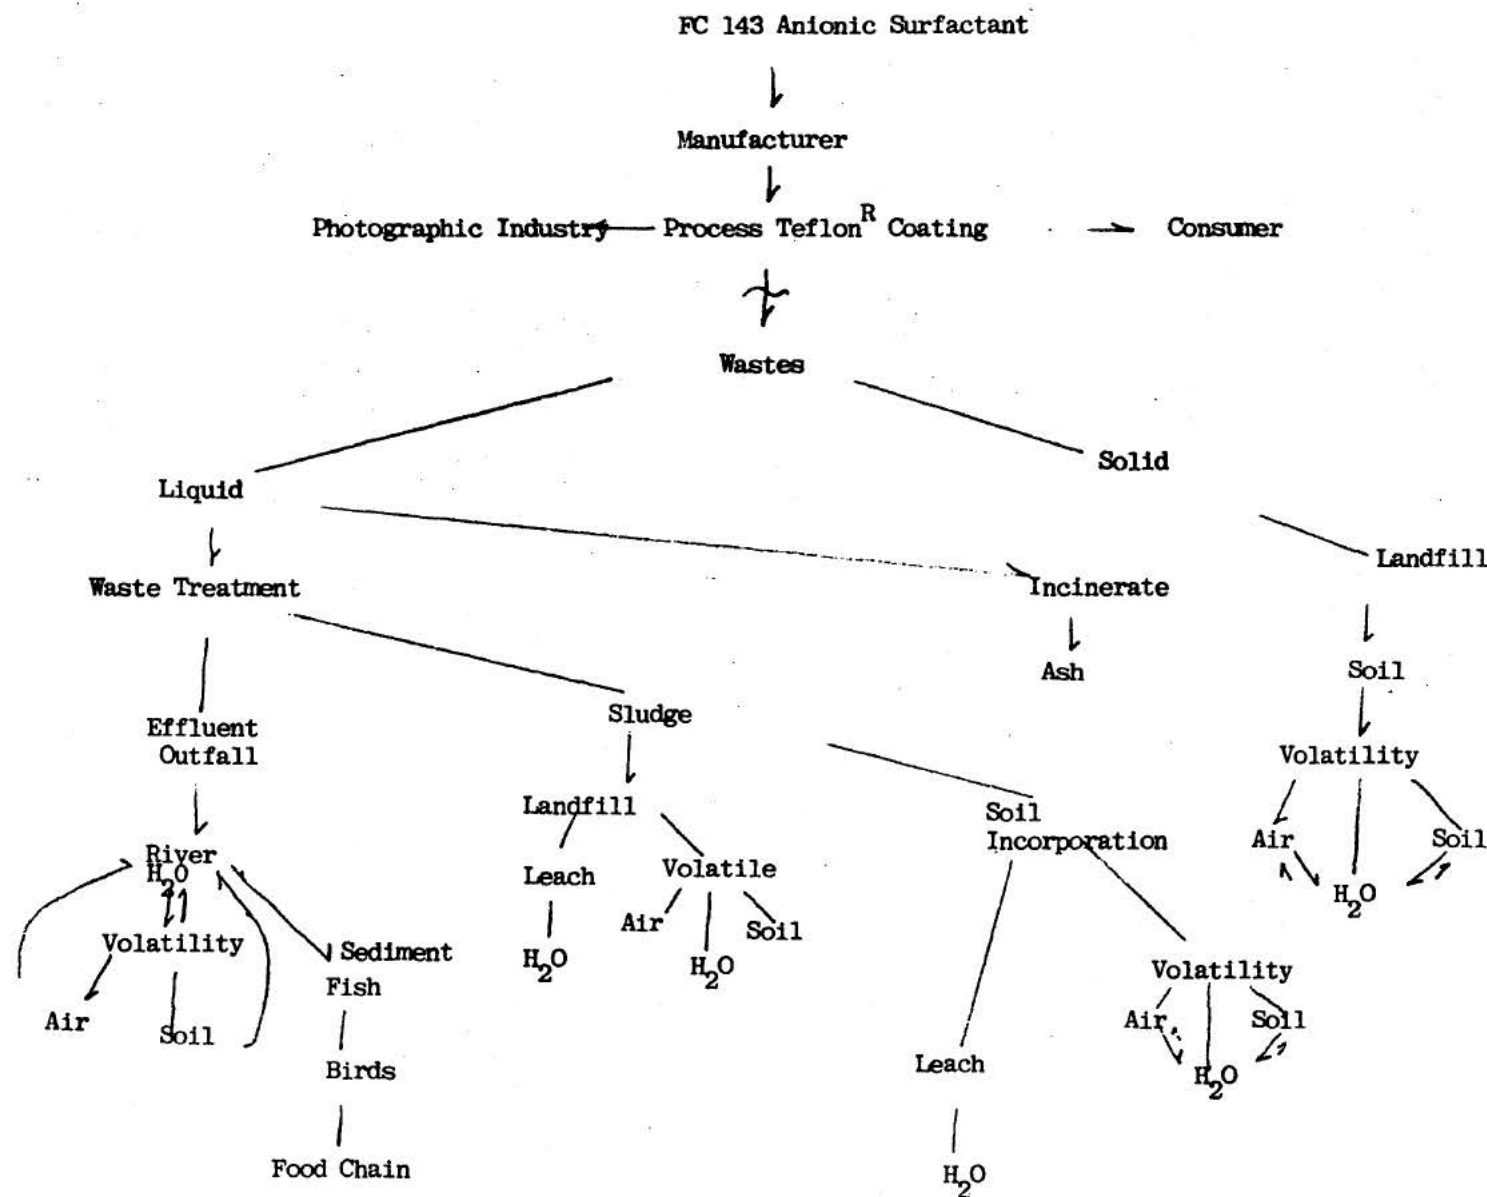 FC 143 Anionic Surfactant
Manufacturer
Photographic Industry Process Teflon^R Coating Consumer
Wastes
Solid
Liquid
Landfill
Waste Treatment
Incinerate
Ash
Soil
Sludge
Effluent
Outfall
Volatility
Landfill
Soil
Incorporation
Air
Soil
River
H₂O
Leach
Volatile
H₂O
Air
Soil
Volatility
Sediment
H₂O
H₂O
Volatility
Fish
Air
Soil
Air
Soil
Leach
H₂O
Birds
Food Chain
H₂O